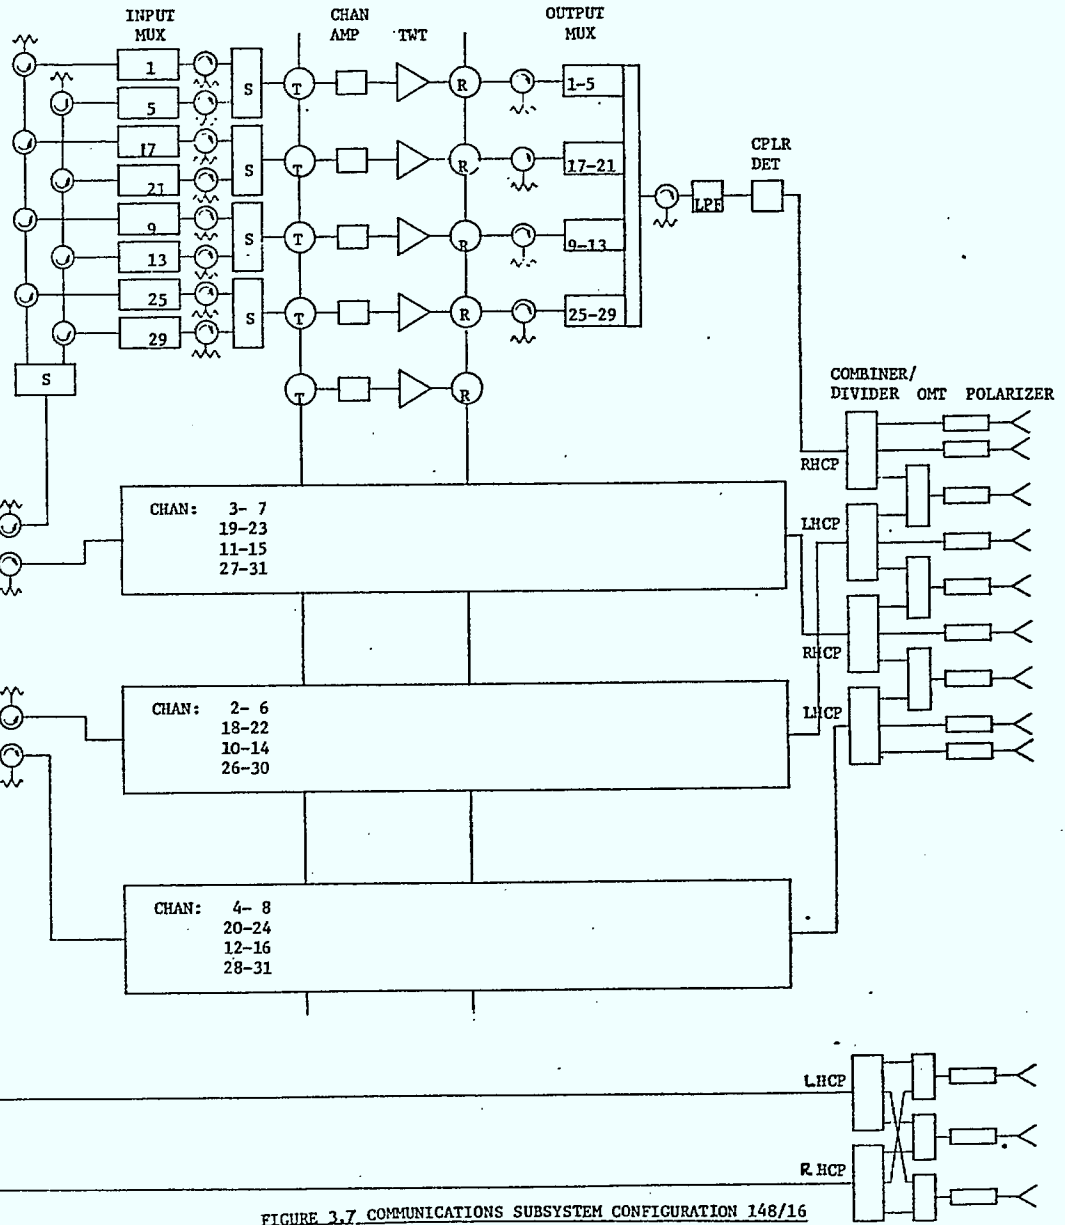 INPUT MUX
CHAN AMP
TWT
OUTPUT MUX
1
5
17
21
9
13
25
29
S
S
S
S
S
T
T
T
T
T
R
R
R
R
R
1-5
17-21
9-13
25-29
LPF
CPLR DET
COMBINER/ DIVIDER
OMT
POLARIZER
RHCP
LHCP
RHCP
LHCP
CHAN: 3- 7
19-23
11-15
27-31
CHAN: 2- 6
18-22
10-14
26-30
CHAN: 4- 8
20-24
12-16
28-31
LHCP
RHCP
FIGURE 3.7 COMMUNICATIONS SUBSYSTEM CONFIGURATION 148/16